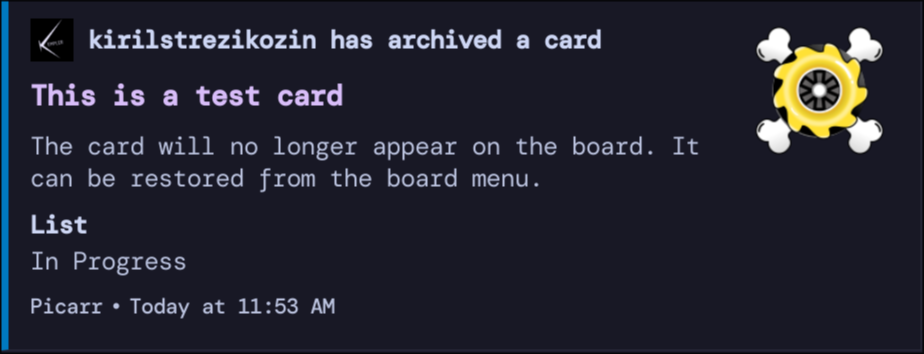 kirilstrezikozin has archived a card
This is a test card
The card will no longer appear on the board. It
can be restored from the board menu.
List
In Progress
Picarr • Today at 11:53 AM